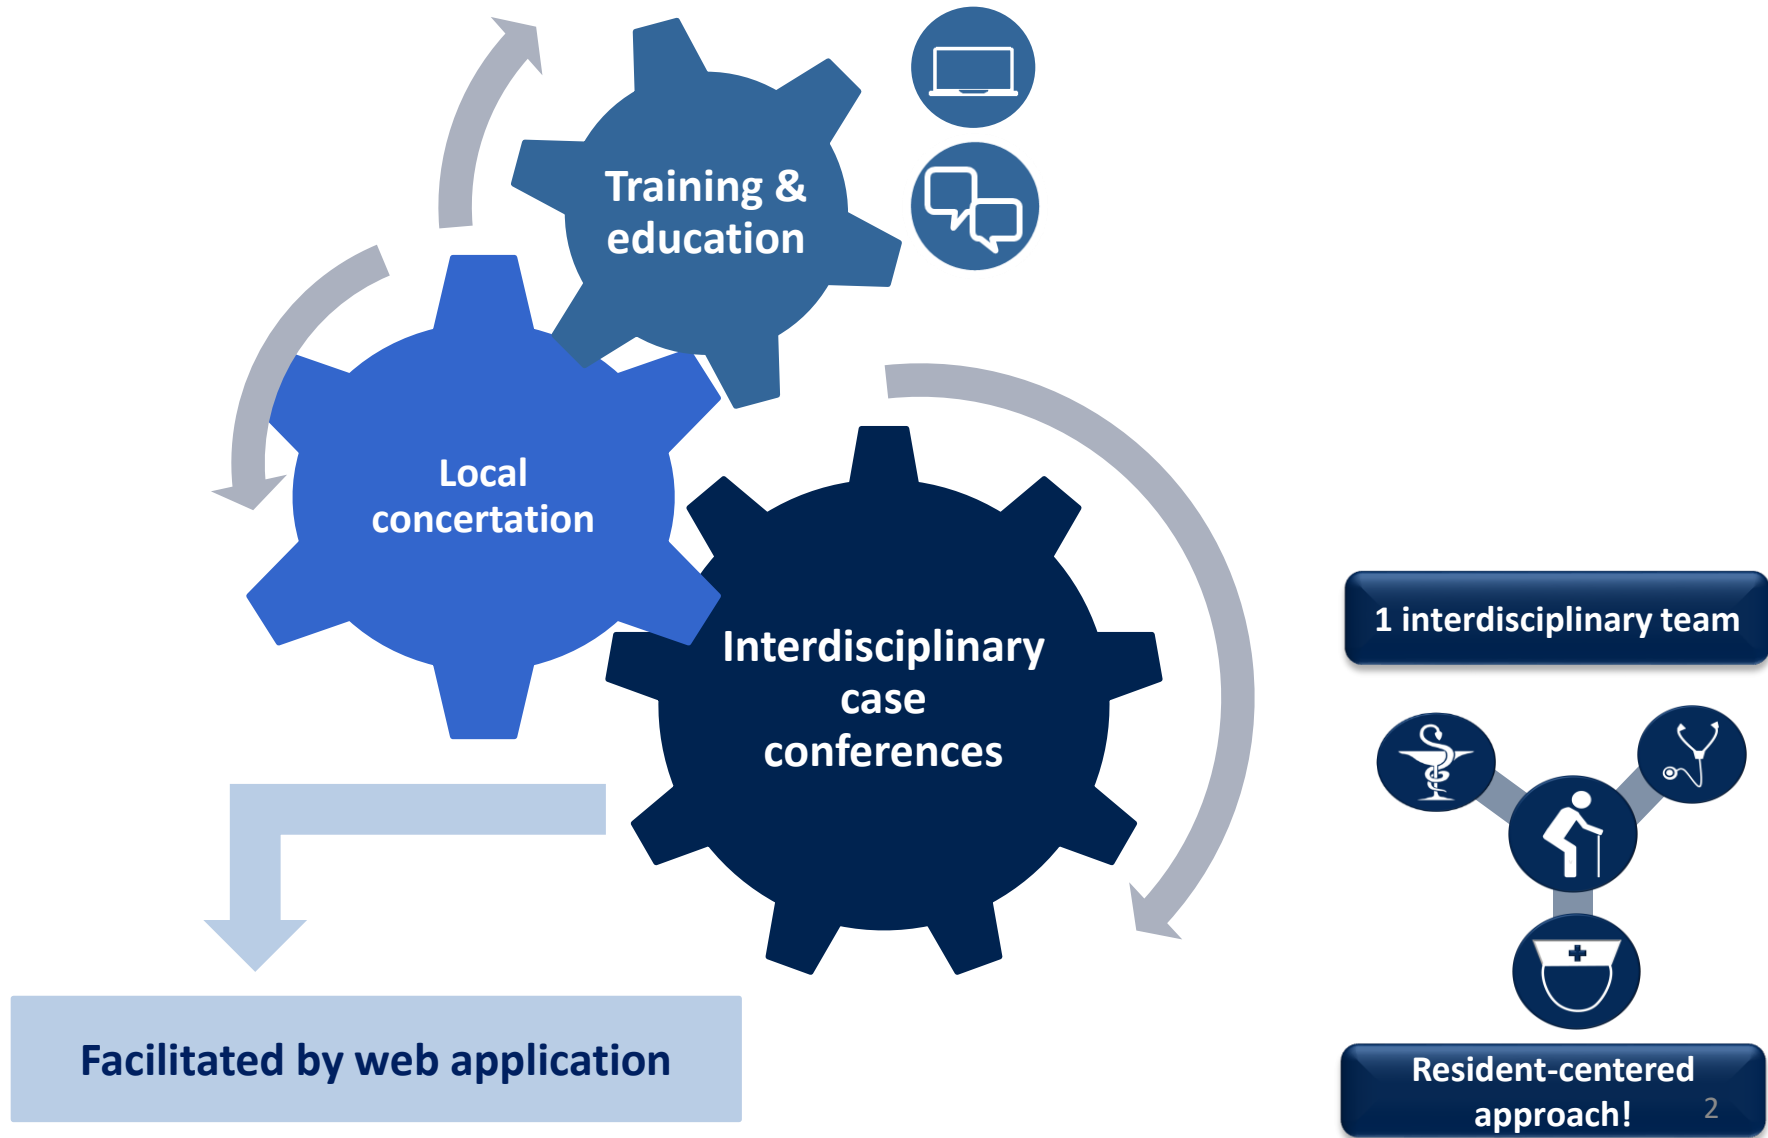 Training &
education
Local
concertation
Interdisciplinary
case
conferences
1 interdisciplinary team
Facilitated by web application
Resident-centered
approach!
2